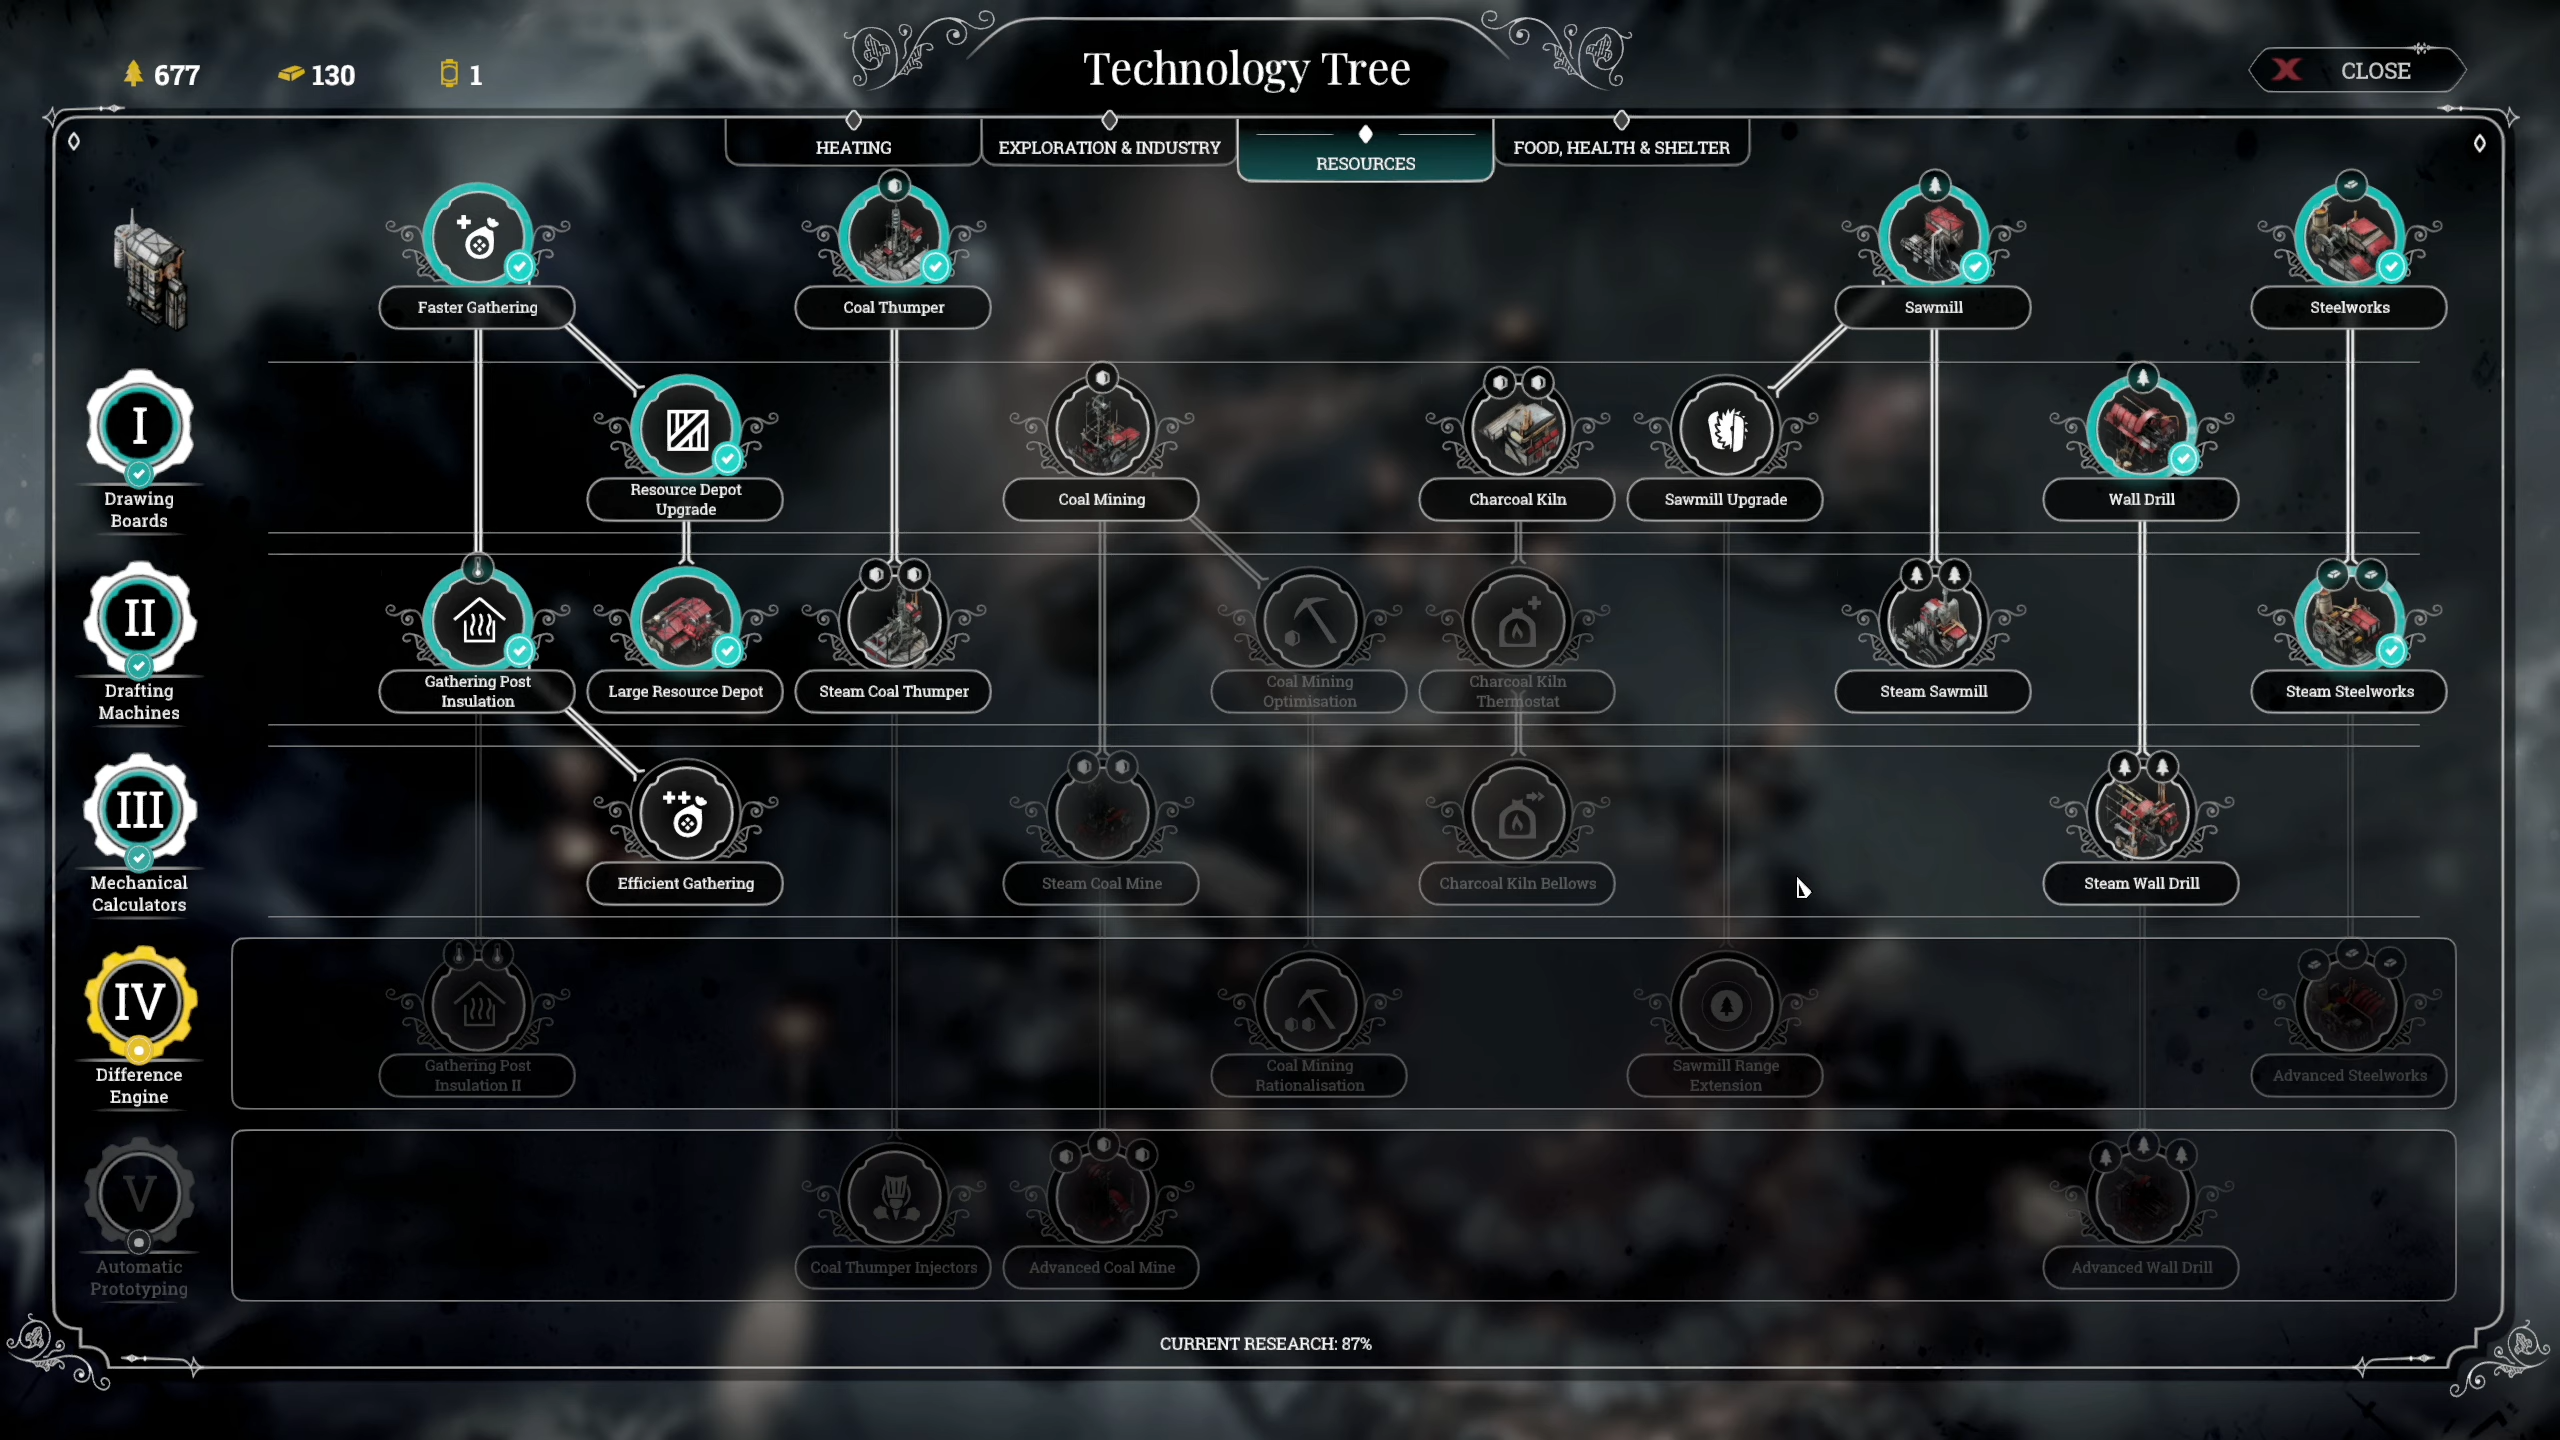 677
130
1
Technology Tree
CLOSE
HEATING
EXPLORATION & INDUSTRY
RESOURCES
FOOD, HEALTH & SHELTER
Faster Gathering
Coal Thumper
Sawmill
Steelworks
I
Drawing
Boards
Resource Depot
Upgrade
Coal Mining
Charcoal Kiln
Sawmill Upgrade
Wall Drill
II
Drafting
Machines
Gathering Post
Insulation
Large Resource Depot
Steam Coal Thumper
Coal Mining
Optimisation
Charcoal Kiln
Thermostat
Steam Sawmill
Steam Steelworks
III
Mechanical
Calculators
Efficient Gathering
Steam Coal Mine
Charcoal Kiln Bellows
Steam Wall Drill
IV
Difference
Engine
Gathering Post
Insulation II
Coal Mining
Rationalisation
Sawmill Range
Extension
Advanced Steelworks
V
Automatic
Prototyping
Coal Thumper Injectors
Advanced Coal Mine
Advanced Wall Drill
CURRENT RESEARCH: 87%